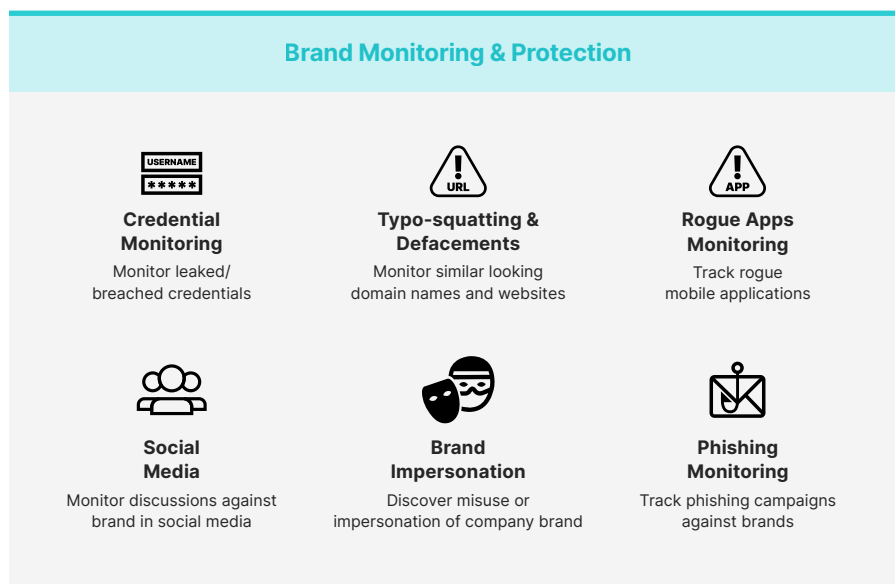 Brand Monitoring & Protection
USERNAME
*****
Credential
Monitoring
Monitor leaked/
breached credentials
!
URL
Typo-squatting &
Defacements
Monitor similar looking
domain names and websites
!
APP
Rogue Apps
Monitoring
Track rogue
mobile applications
Social
Media
Monitor discussions against
brand in social media
Brand
Impersonation
Discover misuse or
impersonation of company brand
Phishing
Monitoring
Track phishing campaigns
against brands